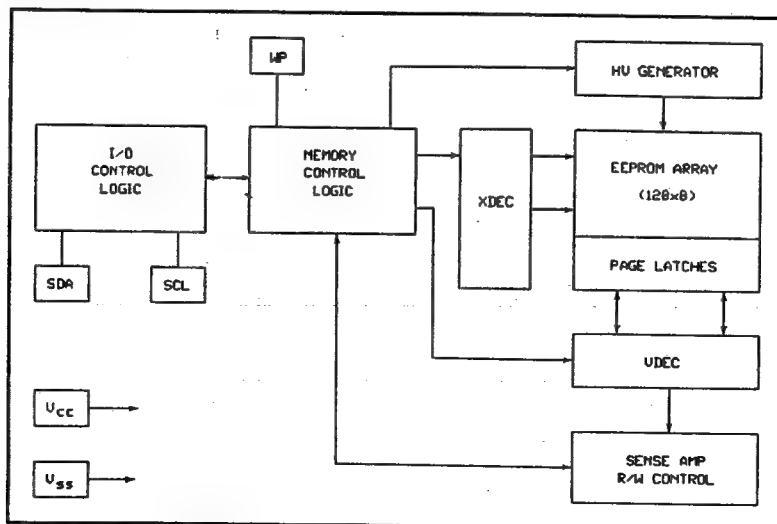 WP
HV GENERATOR
I/O
CONTROL
LOGIC
MEMORY
CONTROL
LOGIC
XDEC
EEPROM ARRAY
(128x8)
PAGE LATCHES
SDA
SCL
VDEC
Vcc
Vss
SENSE AMP
R/W CONTROL